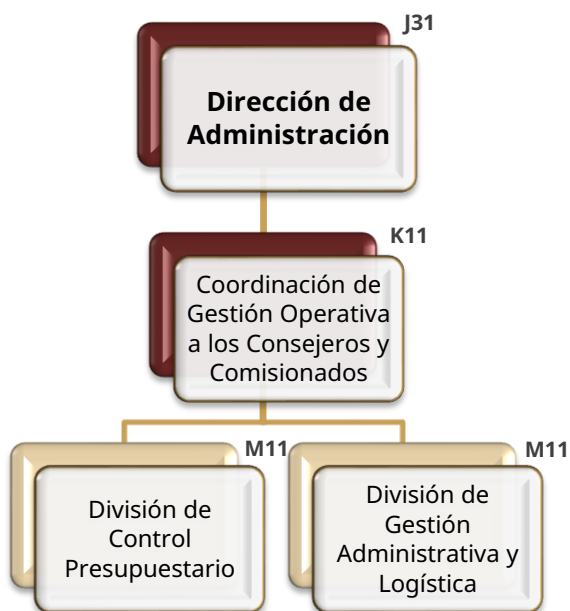 J31
Dirección de
Administración
K11
Coordinación de
Gestión Operativa
a los Consejeros y
Comisionados
M11
División de
Control
Presupuestario
M11
División de
Gestión
Administrativa y
Logística